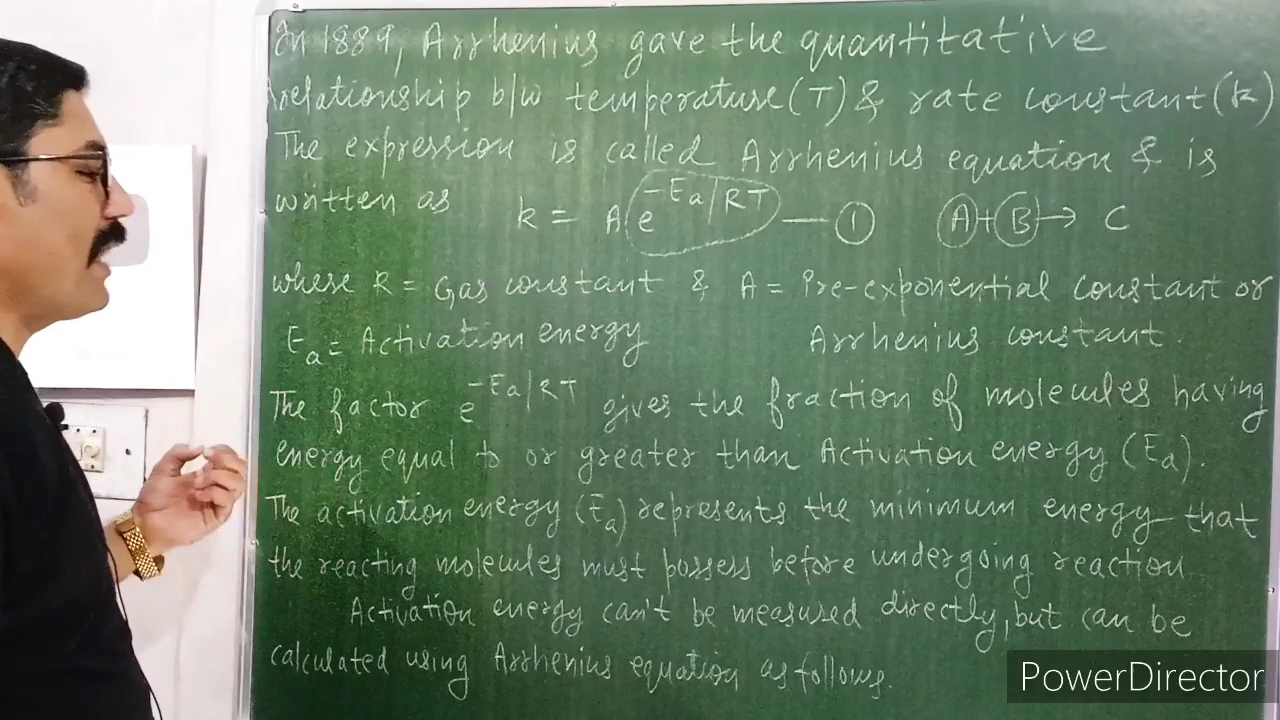 In 1889, Arrhenius gave the quantitative
relationship b/w temperature (T) & rate constant (k)
The expression is called Arrhenius equation & is
written as k = A e^-Ea/RT — ① A + B → C
where R = Gas constant & A = Pre-exponential constant or
Ea = Activation energy Arrhenius constant.
The factor e^-Ea/RT gives the fraction of molecules having
energy equal to or greater than Activation energy (Ea).
The activation energy (Ea) represents the minimum energy that
the reacting molecules must possess before undergoing reaction
Activation energy can't be measured directly, but can be
calculated using Arrhenius equation as follows.
PowerDirector